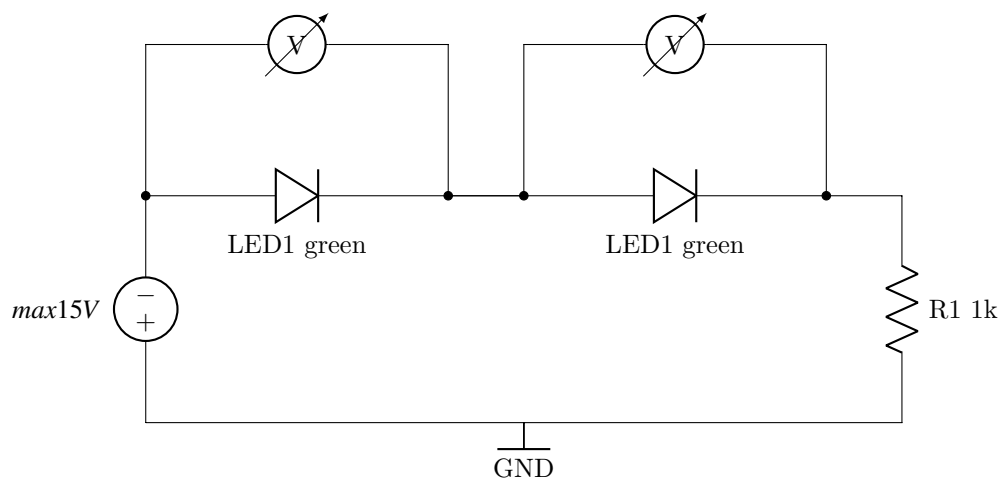 V
V
LED1 green
LED1 green
max15V
−
+
R1 1k
GND